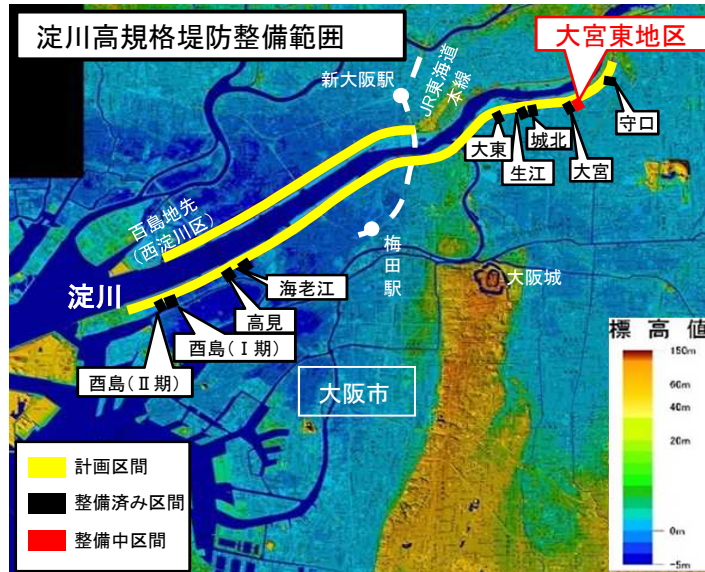 淀川高規格堤防整備範囲
大宮東地区
新大阪駅
JR東海道
本線
守口
大東
城北
生江
大宮
百島地先
(西淀川区)
梅田駅
大阪城
淀川
海老江
高見
酉島(Ⅰ期)
酉島(Ⅱ期)
大阪市
標高値
150m
60m
40m
20m
0m
-5m
計画区間
整備済み区間
整備中区間